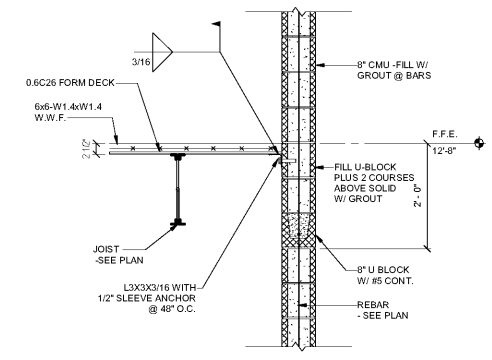 3/16
8" CMU -FILL W/
GROUT @ BARS
0.6C26 FORM DECK
6x6-W1.4xW1.4
W.W.F.
2 1/2"
F.F.E.
12'-8"
FILL U-BLOCK
PLUS 2 COURSES
ABOVE SOLID
W/ GROUT
2'- 0"
JOIST
-SEE PLAN
L3X3X3/16 WITH
1/2" SLEEVE ANCHOR
@ 48" O.C.
8" U BLOCK
W/ #5 CONT.
REBAR
- SEE PLAN